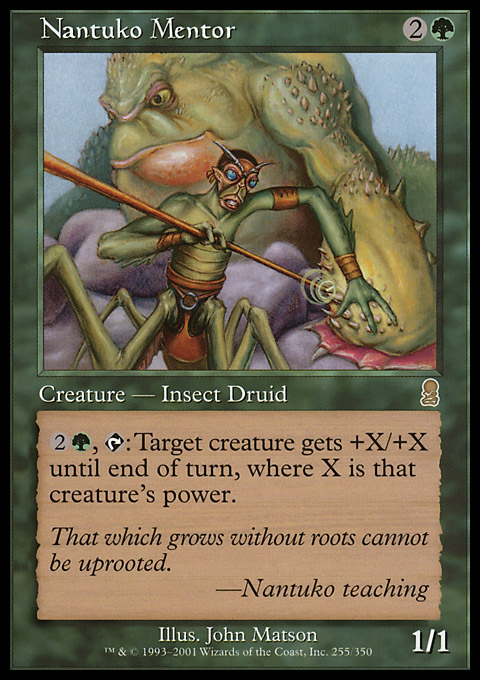 Nantuko Mentor 2
Creature — Insect Druid
2, : Target creature gets +X/+X
until end of turn, where X is that
creature's power.
That which grows without roots cannot
be uprooted.
—Nantuko teaching
Illus. John Matson
™ & © 1993-2001 Wizards of the Coast, Inc. 255/350
1/1